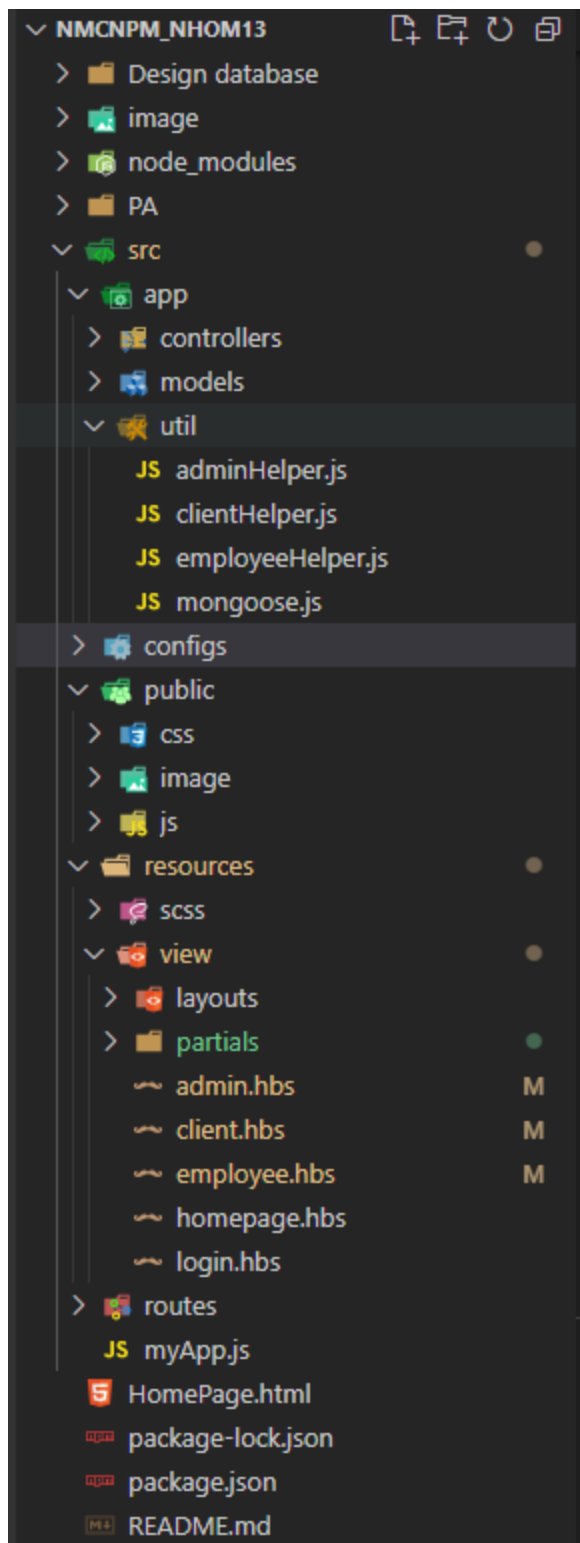 NMCNPM_NHOM13
Design database
image
node_modules
PA
src
app
controllers
models
util
JS adminHelper.js
JS clientHelper.js
JS employeeHelper.js
JS mongoose.js
configs
public
css
image
js
resources
scss
view
layouts
partials
admin.hbs M
client.hbs M
employee.hbs M
homepage.hbs
login.hbs
routes
JS myApp.js
HomePage.html
package-lock.json
package.json
README.md